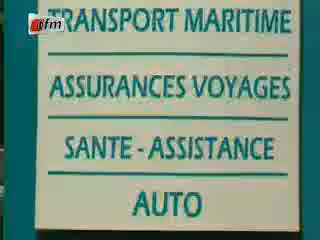 tfm
TRANSPORT MARITIME
ASSURANCES VOYAGES
SANTE - ASSISTANCE
AUTO